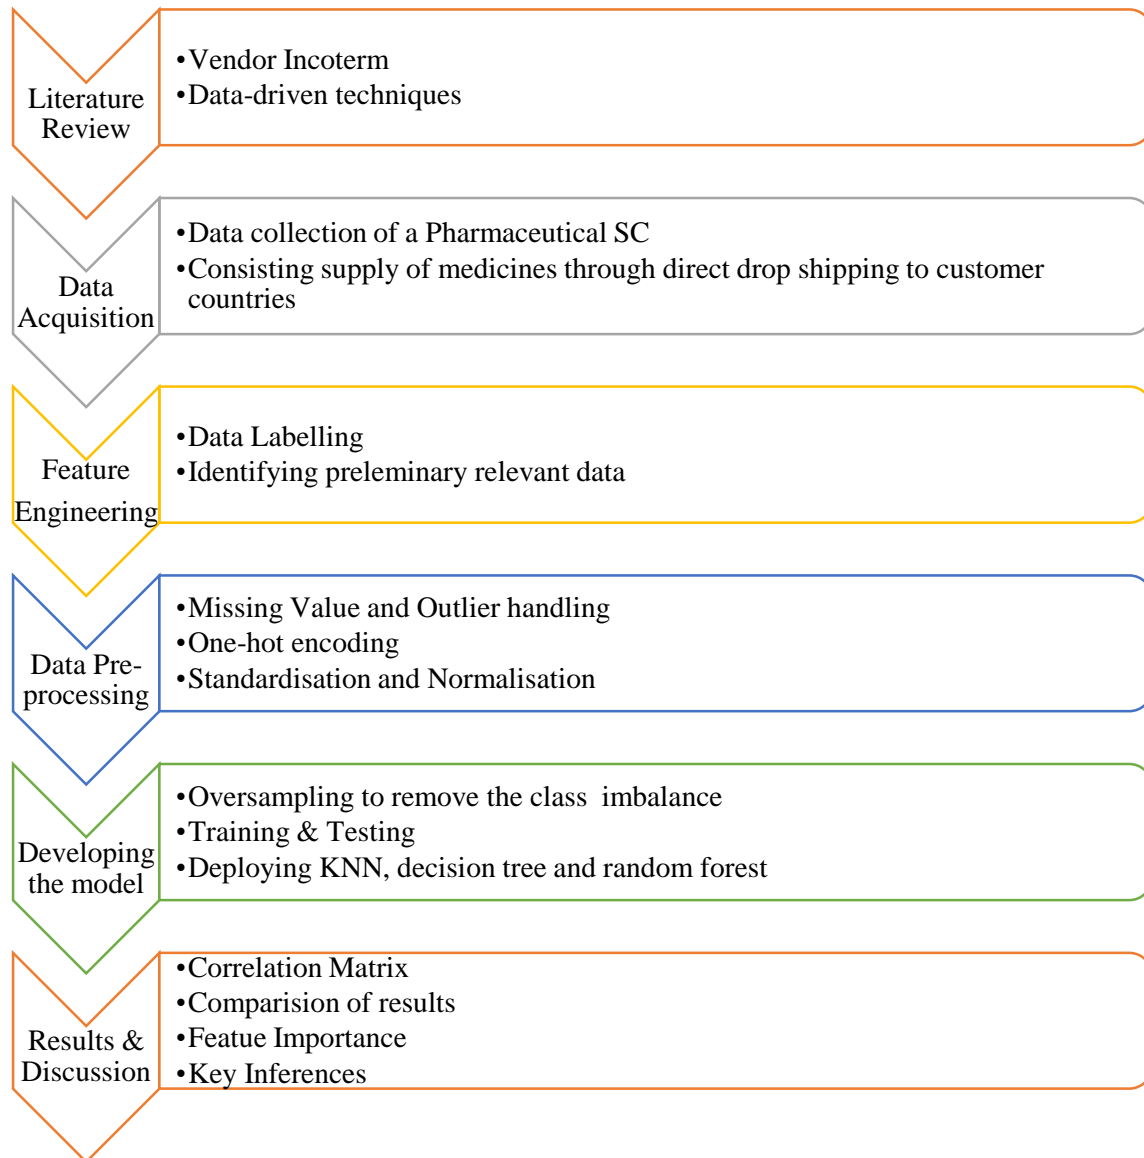 Literature
Review
•Vendor Incoterm
•Data-driven techniques
Data
Acquisition
•Data collection of a Pharmaceutical SC
•Consisting supply of medicines through direct drop shipping to customer
countries
Feature
Engineering
•Data Labelling
•Identifying preleminary relevant data
Data Pre-
processing
•Missing Value and Outlier handling
•One-hot encoding
•Standardisation and Normalisation
Developing
the model
•Oversampling to remove the class  imbalance
•Training & Testing
•Deploying KNN, decision tree and random forest
Results &
Discussion
•Correlation Matrix
•Comparision of results
•Featue Importance
•Key Inferences